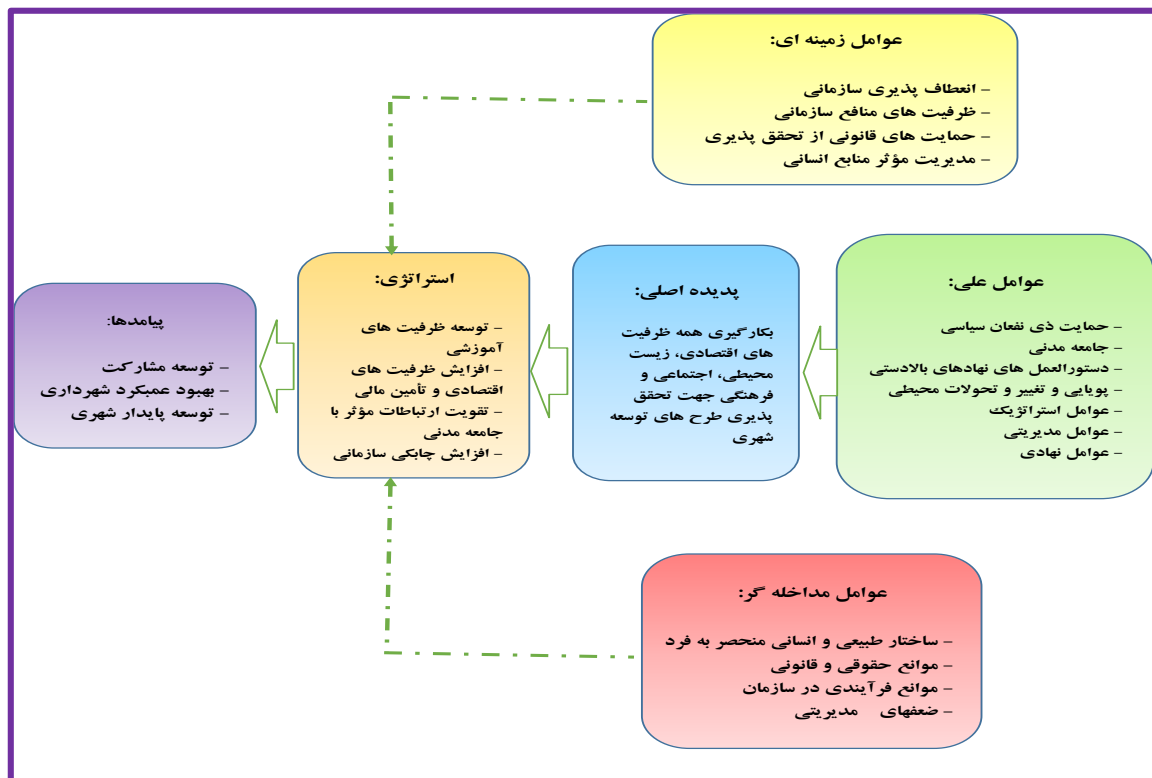 عوامل زمینه ای:
– انعطاف پذیری سازمانی
– ظرفیت های منافع سازمانی
– حمایت های قانونی از تحقق پذیری
– مدیریت مؤثر منابع انسانی
عوامل علی:
– حمایت ذی نفعان سیاسی
– جامعه مدنی
– دستورالعمل های نهادهای بالادستی
– پویایی و تغییر و تحولات محیطی
– عوامل استراتژیک
– عوامل مدیریتی
– عوامل نهادی
پدیده اصلی:
بکارگیری همه ظرفیت
های اقتصادی، زیست
محیطی، اجتماعی و
فرهنگی جهت تحقق
پذیری طرح های توسعه
شهری
استراتژی:
– توسعه ظرفیت های
آموزشی
– افزایش ظرفیت های
اقتصادی و تأمین مالی
– تقویت ارتباطات مؤثر با
جامعه مدنی
– افزایش چابکی سازمانی
پیامدها:
– توسعه مشارکت
– بهبود عمبکرد شهرداری
– توسعه پایدار شهری
عوامل مداخله گر:
– ساختار طبیعی و انسانی منحصر به فرد
– موانع حقوقی و قانونی
– موانع فرآیندی در سازمان
– ضعفهای مدیریتی